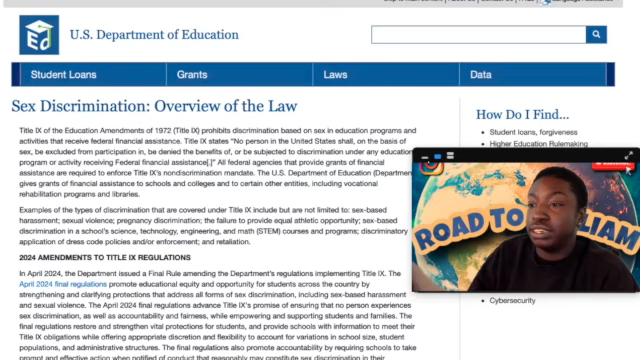 Skip to main content | About Us | Contact Us | FAQs | Language Assistance
Ed
U.S. Department of Education
Student Loans
Grants
Laws
Data
Sex Discrimination: Overview of the Law
Title IX of the Education Amendments of 1972 (Title IX) prohibits discrimination based on sex in education programs and
activities that receive federal financial assistance. Title IX states "No person in the United States shall, on the basis of
sex, be excluded from participation in, be denied the benefits of, or be subjected to discrimination under any education
program or activity receiving Federal financial assistance[.]" All federal agencies that provide grants of financial
assistance are required to enforce Title IX's nondiscrimination mandate. The U.S. Department of Education (Department)
gives grants of financial assistance to schools and colleges and to certain other entities, including vocational
rehabilitation programs and libraries.
Examples of the types of discrimination that are covered under Title IX include but are not limited to: sex-based
harassment; sexual violence; pregnancy discrimination; the failure to provide equal athletic opportunity; sex-based
discrimination in a school's science, technology, engineering, and math (STEM) courses and programs; discriminatory
application of dress code policies and/or enforcement; and retaliation.
2024 AMENDMENTS TO TITLE IX REGULATIONS
In April 2024, the Department issued a Final Rule amending the Department's regulations implementing Title IX. The
April 2024 final regulations promote educational equity and opportunity for students across the country by
strengthening and clarifying protections that address all forms of sex discrimination, including sex-based harassment
and sexual violence. The April 2024 final regulations advance Title IX's promise of ensuring that no person experiences
sex discrimination, as well as accountability and fairness, while empowering and supporting students and families. The
final regulations restore and strengthen vital protections for students, and provide schools with information to meet their
Title IX obligations while offering appropriate discretion and flexibility to account for variations in school size, student
populations, and administrative structures. The final regulations also promote accountability by requiring schools to take
prompt and effective action when notified of conduct that reasonably may constitute sex discrimination in their
How Do I Find...
• Student loans, forgiveness
• Higher Education Rulemaking
ROAD TO
LIAM
• Cybersecurity